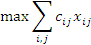 max ∑ c_{ij} x_{ij}
i,j